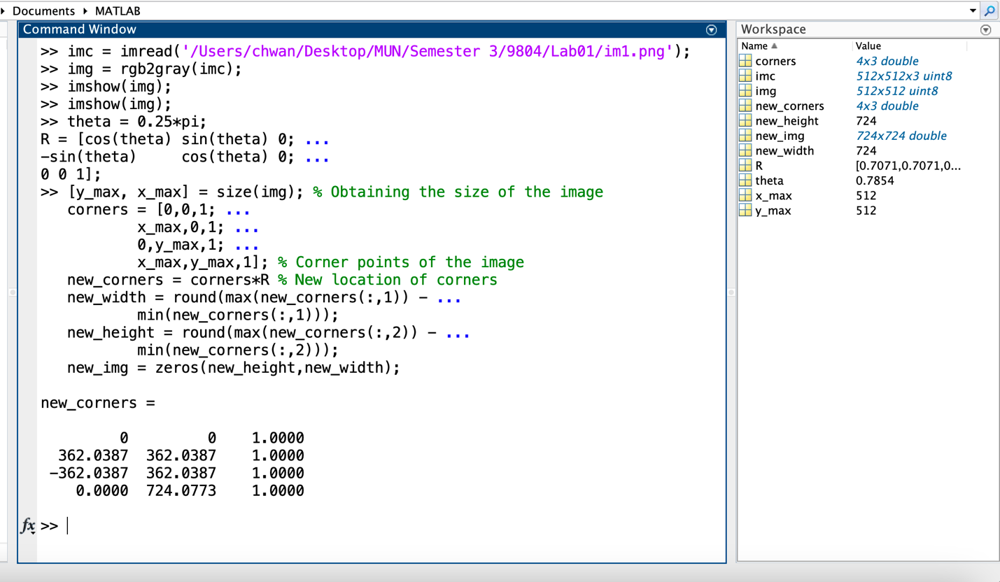 Documents MATLAB
Command Window
>> imc = imread('/Users/chwan/Desktop/MUN/Semester 3/9804/Lab01/im1.png');
>> img = rgb2gray(imc);
>> imshow(img);
>> imshow(img);
>> theta = 0.25*pi;
R = [cos(theta) sin(theta) 0; ...
-sin(theta)     cos(theta) 0; ...
0 0 1];
>> [y_max, x_max] = size(img); % Obtaining the size of the image
   corners = [0,0,1; ...
           x_max,0,1; ...
           0,y_max,1; ...
           x_max,y_max,1]; % Corner points of the image
   new_corners = corners*R % New location of corners
   new_width = round(max(new_corners(:,1)) - ...
           min(new_corners(:,1)));
   new_height = round(max(new_corners(:,2)) - ...
           min(new_corners(:,2)));
   new_img = zeros(new_height,new_width);
new_corners =
         0         0    1.0000
  362.0387  362.0387    1.0000
 -362.0387  362.0387    1.0000
    0.0000  724.0773    1.0000
fx >>
Workspace
Name Value
corners 4x3 double
imc 512x512x3 uint8
img 512x512 uint8
new_corners 4x3 double
new_height 724
new_img 724x724 double
new_width 724
R [0.7071,0.7071,0...
theta 0.7854
x_max 512
y_max 512